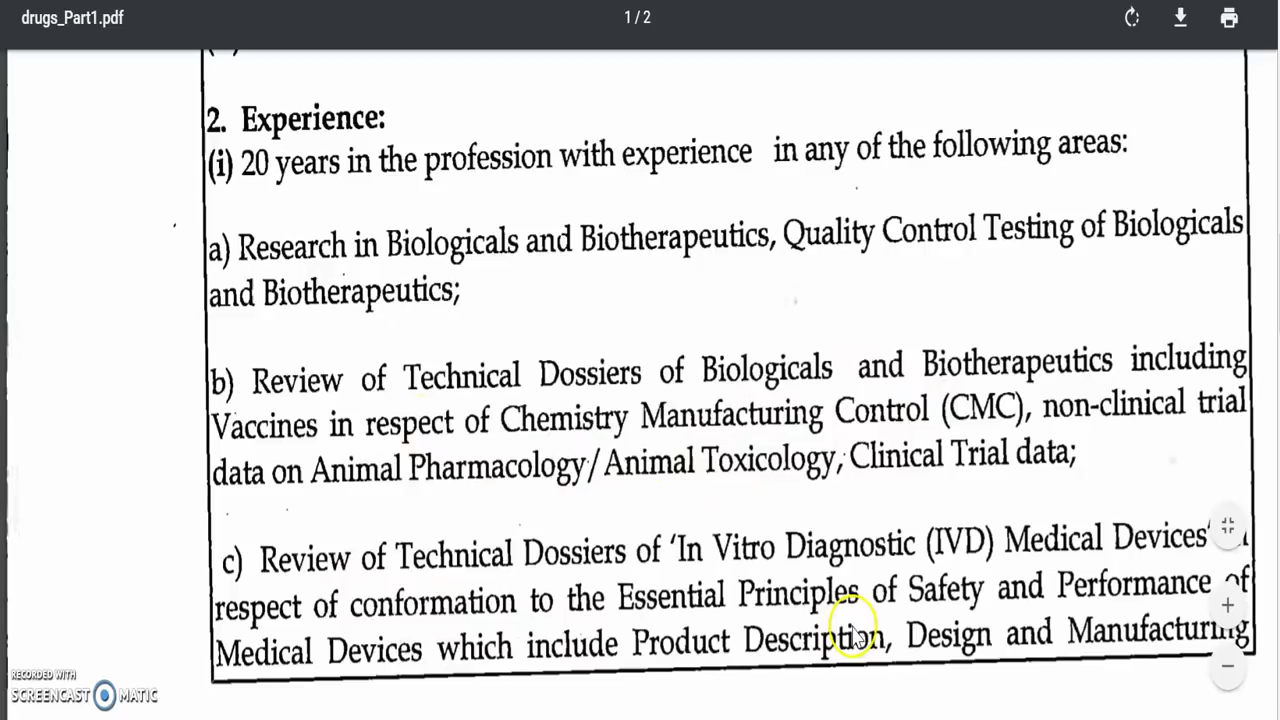 drugs_Part1.pdf
1 / 2
2. Experience:
(i) 20 years in the profession with experience in any of the following areas:
a) Research in Biologicals and Biotherapeutics, Quality Control Testing of Biologicals
and Biotherapeutics;
b) Review of Technical Dossiers of Biologicals and Biotherapeutics including
Vaccines in respect of Chemistry Manufacturing Control (CMC), non-clinical trial
data on Animal Pharmacology/Animal Toxicology, Clinical Trial data;
c) Review of Technical Dossiers of 'In Vitro Diagnostic (IVD) Medical Devices'
respect of conformation to the Essential Principles of Safety and Performance of
Medical Devices which include Product Description, Design and Manufacturing
RECORDED WITH
SCREENCAST MATIC